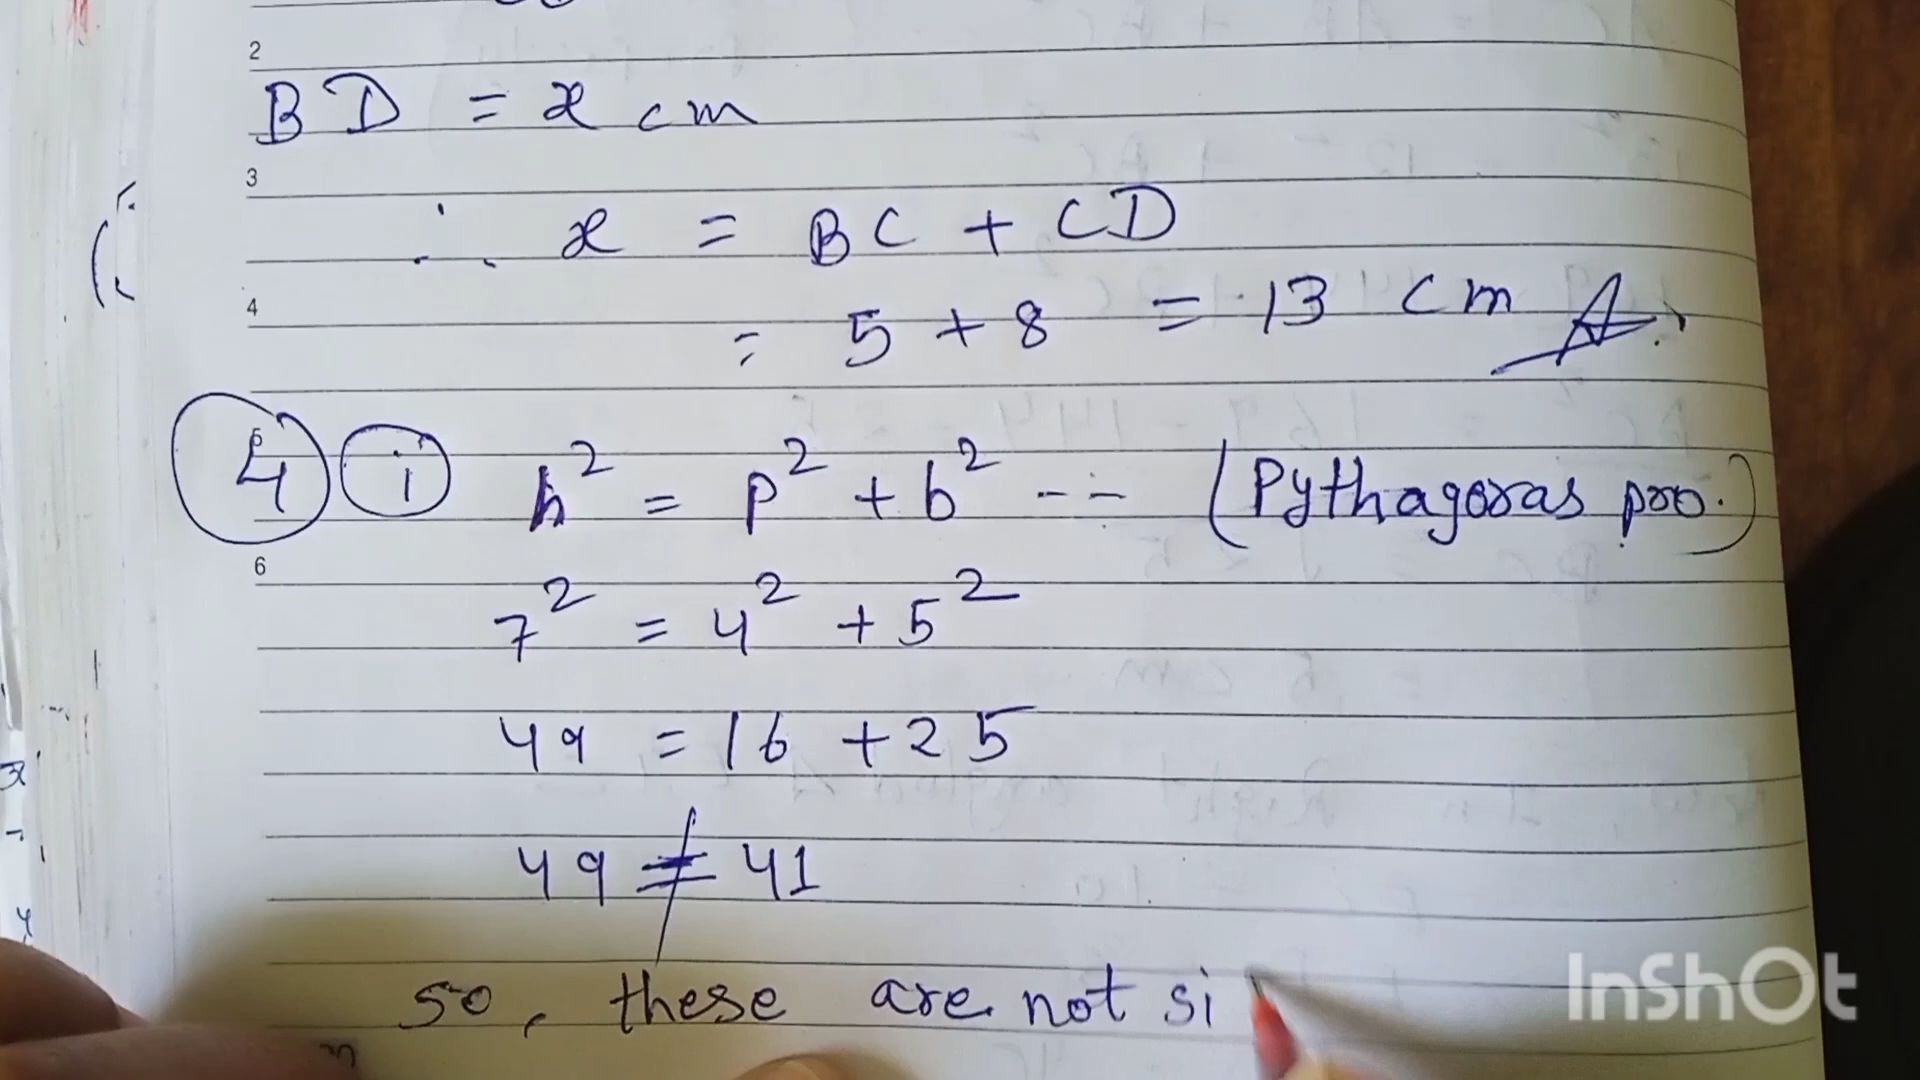 2
BD = x cm
3
∴ x = BC + CD
4
= 5 + 8 = 13 cm A.
5
4 i h² = p² + b² -- (Pythagoras pro.)
6
7² = 4² + 5²
49 = 16 + 25
49 ≠ 41
so, these are not si
InShOt